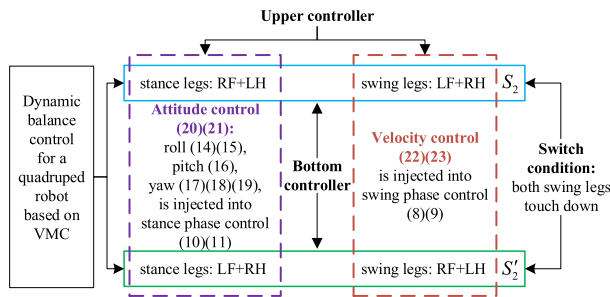 Upper controller
stance legs: RF+LH
swing legs: LF+RH
S₂
Dynamic
balance
control
for a
quadruped
robot
based on
VMC
Attitude control
(20)(21):
roll (14)(15),
pitch (16),
yaw (17)(18)(19),
is injected into
stance phase control
(10)(11)
Bottom
controller
Velocity control
(22)(23)
is injected into
swing phase control
(8)(9)
Switch
condition:
both swing legs
touch down
stance legs: LF+RH
swing legs: RF+LH
S₂′